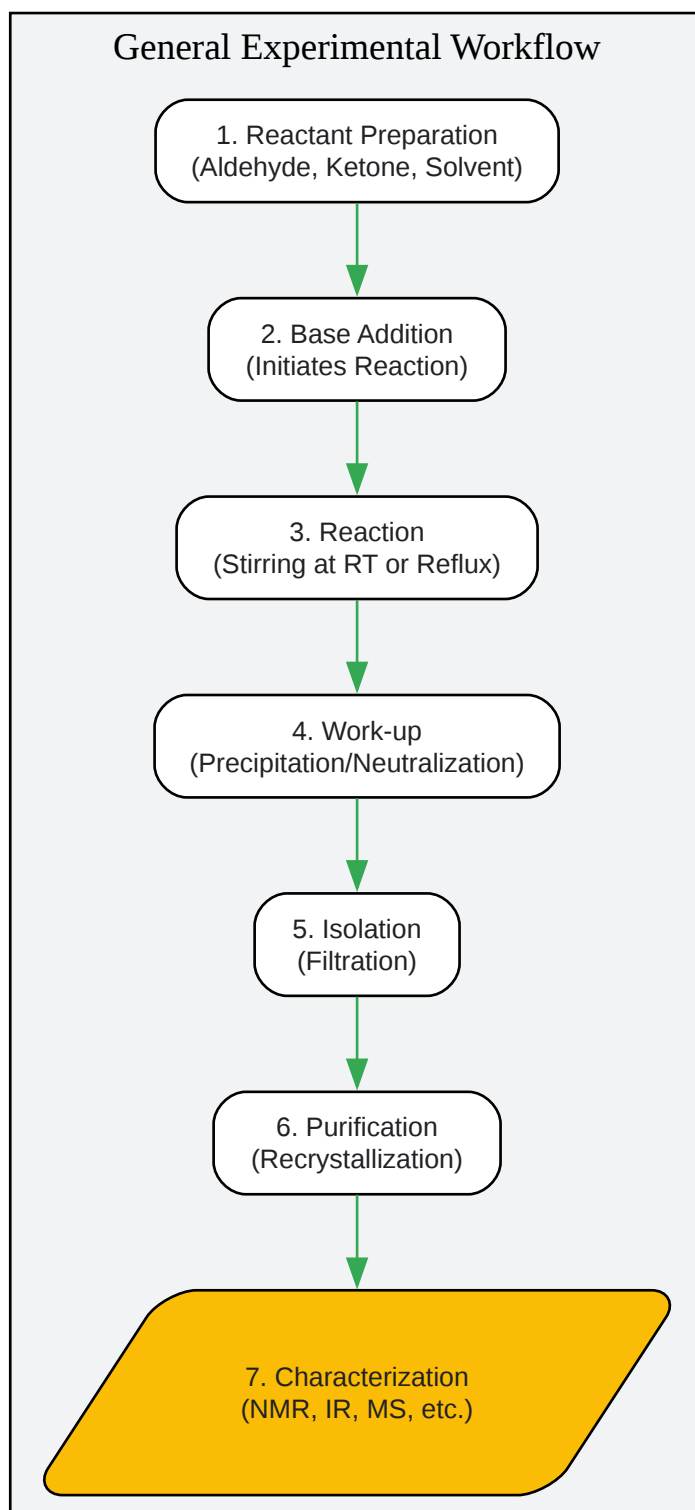 General Experimental Workflow
1. Reactant Preparation
(Aldehyde, Ketone, Solvent)
2. Base Addition
(Initiates Reaction)
3. Reaction
(Stirring at RT or Reflux)
4. Work-up
(Precipitation/Neutralization)
5. Isolation
(Filtration)
6. Purification
(Recrystallization)
7. Characterization
(NMR, IR, MS, etc.)